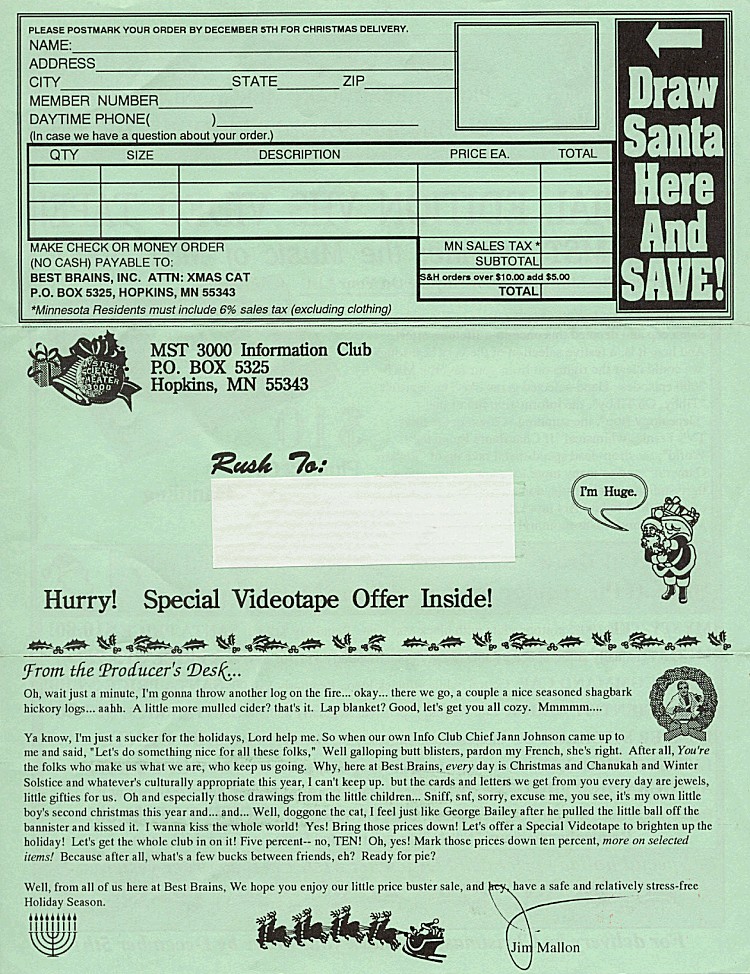 PLEASE POSTMARK YOUR ORDER BY DECEMBER 5TH FOR CHRISTMAS DELIVERY.
NAME:
ADDRESS
CITY STATE ZIP
MEMBER NUMBER
DAYTIME PHONE( )
(In case we have a question about your order.)
Draw
Santa
Here
And
SAVE!
QTY SIZE DESCRIPTION PRICE EA. TOTAL
MN SALES TAX *
SUBTOTAL
S&H orders over $10.00 add $5.00
TOTAL
MAKE CHECK OR MONEY ORDER
(NO CASH) PAYABLE TO:
BEST BRAINS, INC. ATTN: XMAS CAT
P.O. BOX 5325, HOPKINS, MN 55343
*Minnesota Residents must include 6% sales tax (excluding clothing)
MYSTERY
SCIENCE
THEATER
3000
MST 3000 Information Club
P.O. BOX 5325
Hopkins, MN 55343
Rush To:
I'm Huge.
Hurry! Special Videotape Offer Inside!
From the Producer's Desk...
Oh, wait just a minute, I'm gonna throw another log on the fire... okay... there we go, a couple a nice seasoned shagbark
hickory logs... aahh. A little more mulled cider? that's it. Lap blanket? Good, let's get you all cozy. Mmmmm....
Ya know, I'm just a sucker for the holidays, Lord help me. So when our own Info Club Chief Jann Johnson came up to
me and said, "Let's do something nice for all these folks," Well galloping butt blisters, pardon my French, she's right. After all, You're
the folks who make us what we are, who keep us going. Why, here at Best Brains, every day is Christmas and Chanukah and Winter
Solstice and whatever's culturally appropriate this year, I can't keep up. but the cards and letters we get from you every day are jewels,
little gifties for us. Oh and especially those drawings from the little children... Sniff, snf, sorry, excuse me, you see, it's my own little
boy's second christmas this year and... and... Well, doggone the cat, I feel just like George Bailey after he pulled the little ball off the
bannister and kissed it. I wanna kiss the whole world! Yes! Bring those prices down! Let's offer a Special Videotape to brighten up the
holiday! Let's get the whole club in on it! Five percent-- no, TEN! Oh, yes! Mark those prices down ten percent, more on selected
items! Because after all, what's a few bucks between friends, eh? Ready for pie?
Well, from all of us here at Best Brains, We hope you enjoy our little price buster sale, and hey, have a safe and relatively stress-free
Holiday Season.
Jim Mallon